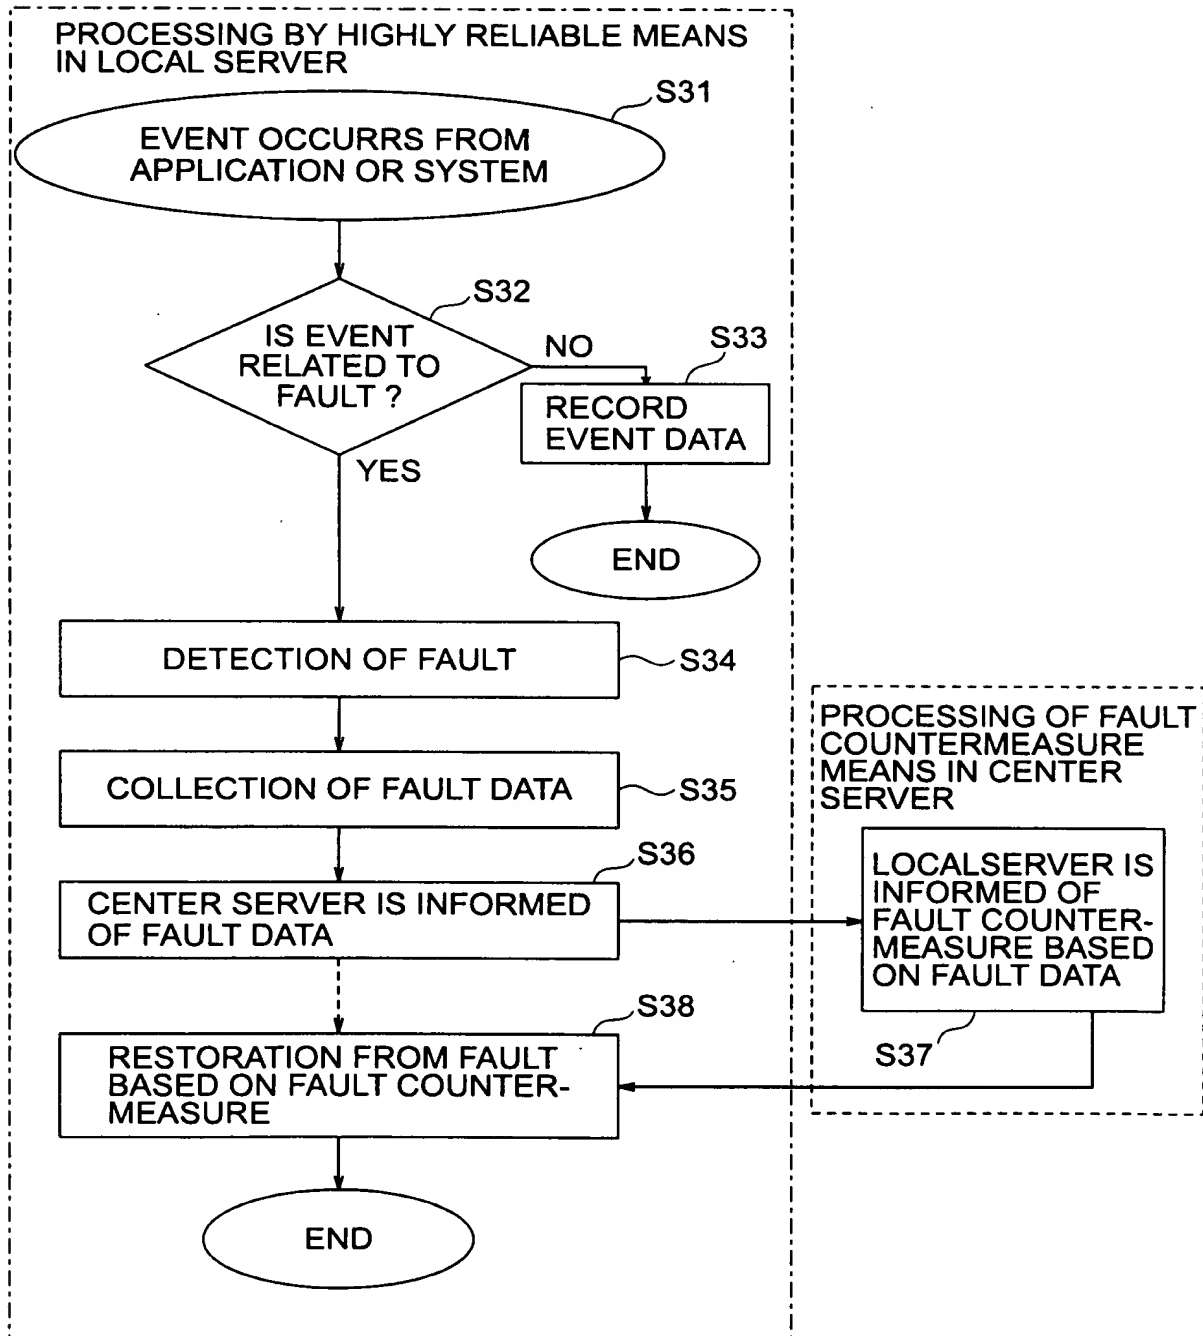 PROCESSING BY HIGHLY RELIABLE MEANS
IN LOCAL SERVER
S31
EVENT OCCURRS FROM
APPLICATION OR SYSTEM
S32
IS EVENT
RELATED TO
FAULT ?
NO
S33
RECORD
EVENT DATA
YES
END
DETECTION OF FAULT
S34
COLLECTION OF FAULT DATA
S35
S36
CENTER SERVER IS INFORMED
OF FAULT DATA
PROCESSING OF FAULT
COUNTERMEASURE
MEANS IN CENTER
SERVER
LOCALSERVER IS
INFORMED OF
FAULT COUNTER-
MEASURE BASED
ON FAULT DATA
S37
S38
RESTORATION FROM FAULT
BASED ON FAULT COUNTER-
MEASURE
END